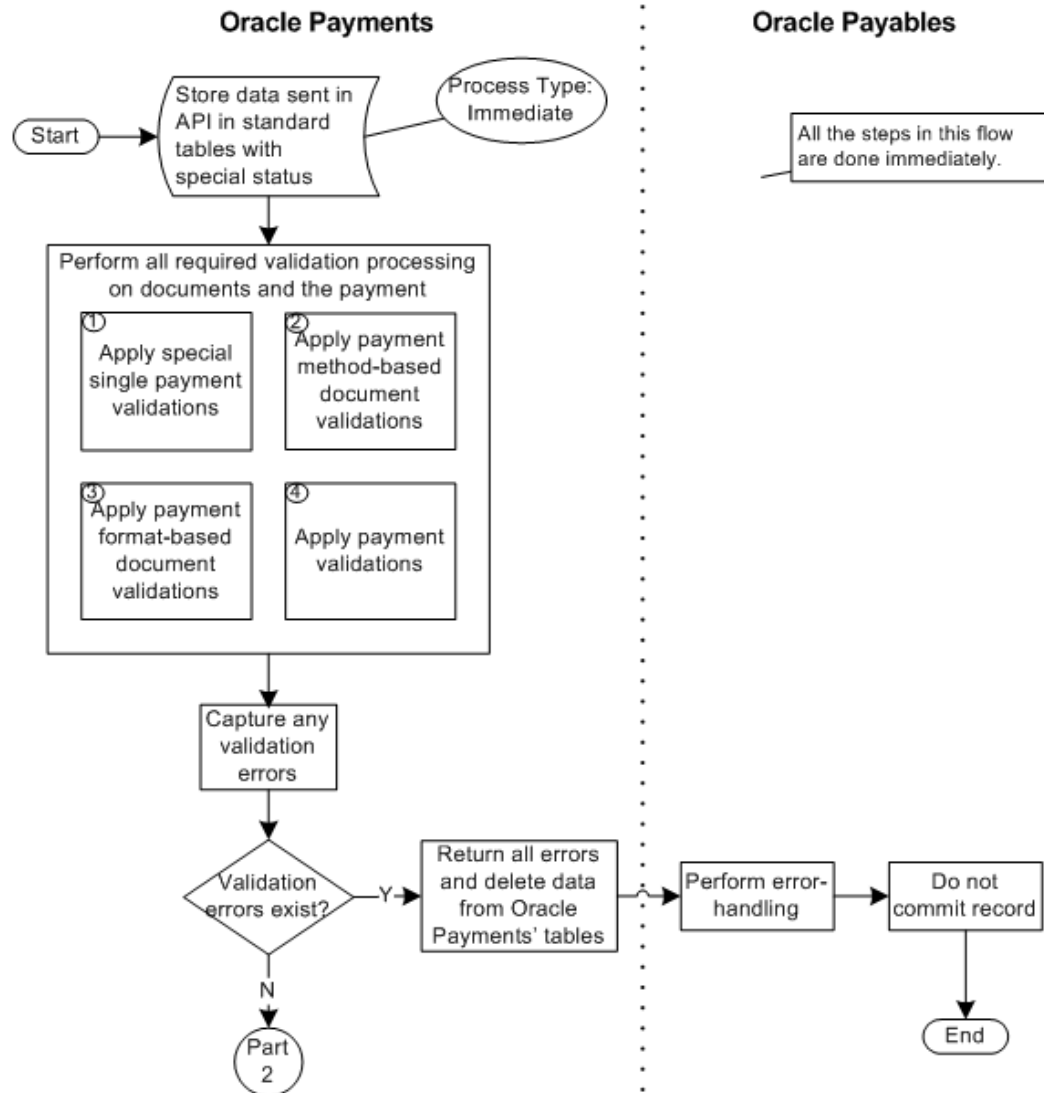 Oracle Payments
Oracle Payables
Start
Store data sent in
API in standard
tables with
special status
Process Type:
Immediate
All the steps in this flow
are done immediately.
Perform all required validation processing
on documents and the payment
1
Apply special
single payment
validations
2
Apply payment
method-based
document
validations
3
Apply payment
format-based
document
validations
4
Apply payment
validations
Capture any
validation
errors
Validation
errors exist?
Y
Return all errors
and delete data
from Oracle
Payments' tables
Perform error-
handling
Do not
commit record
End
N
Part
2